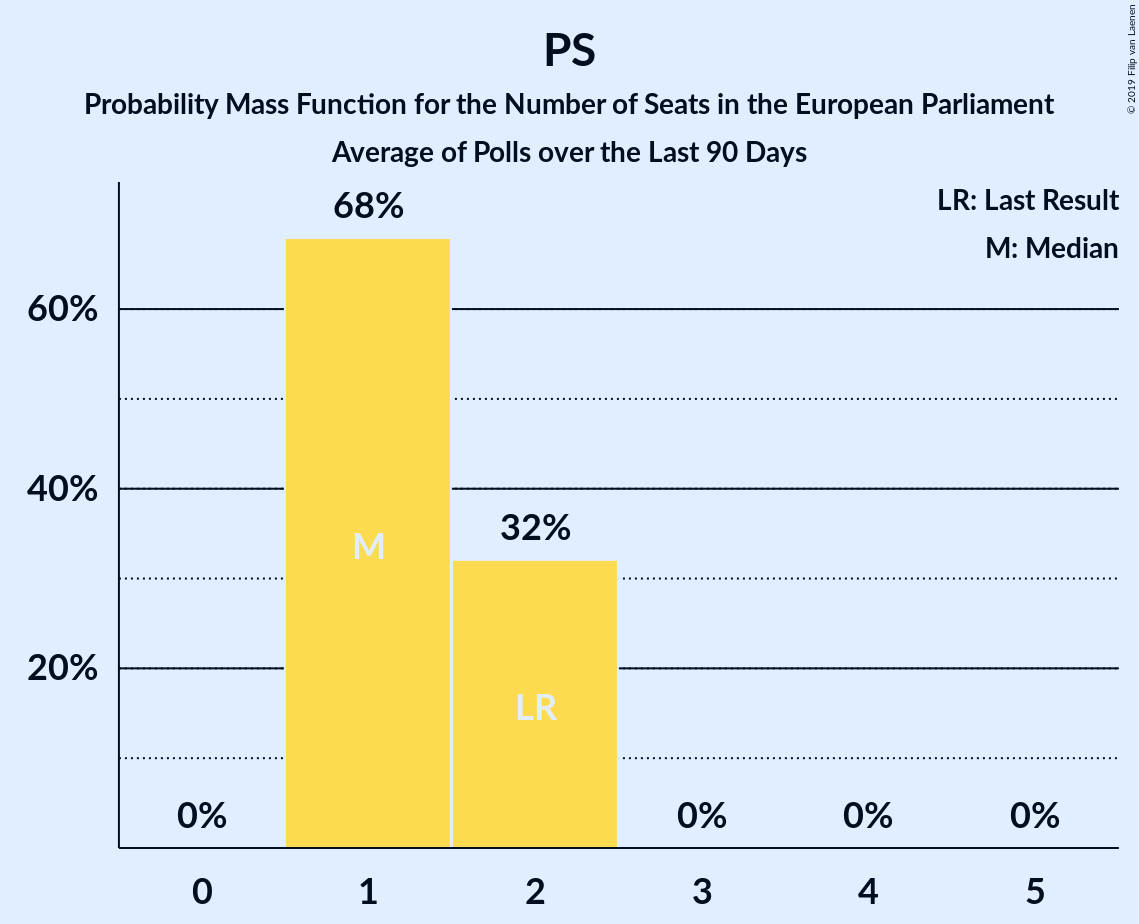 PS
Probability Mass Function for the Number of Seats in the European Parliament
Average of Polls over the Last 90 Days
© 2019 Filip van Laenen
LR: Last Result
M: Median
68%
60%
32%
40%
M
20%
LR
0%
0%
0%
0%
0
1
2
3
4
5